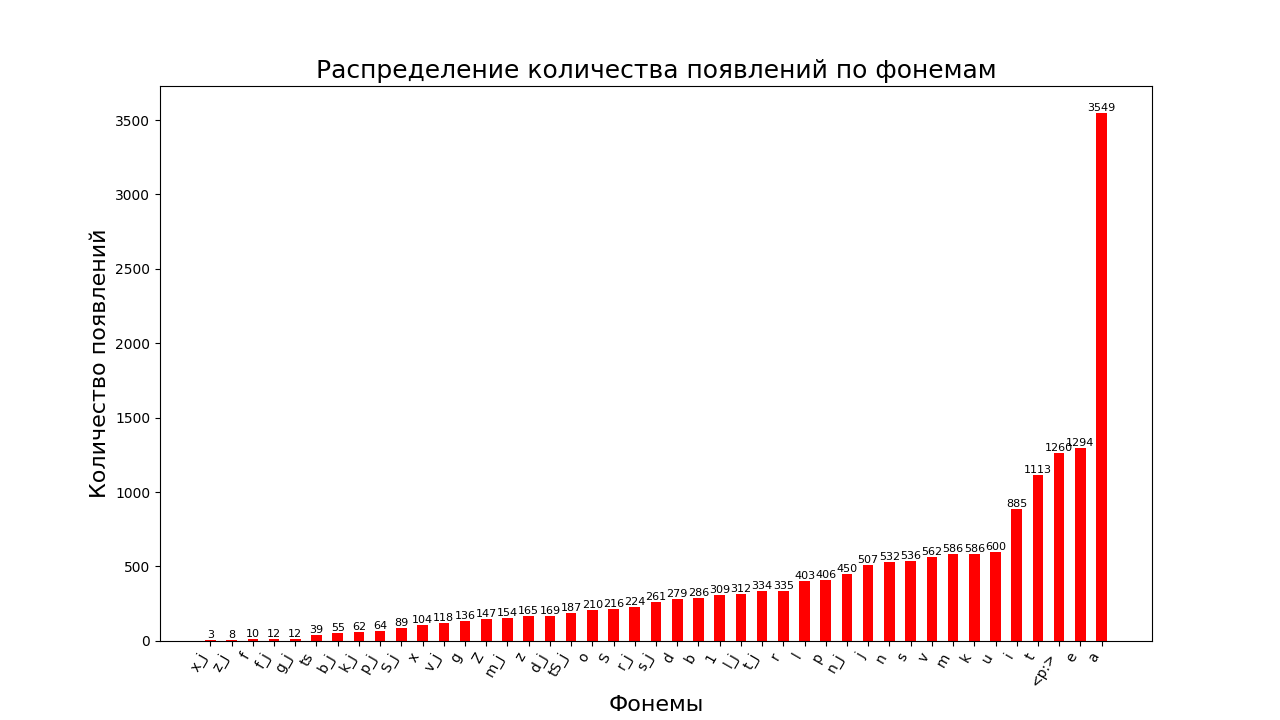 Распределение количества появлений по фонемам
Количество появлений
3500
3000
2500
2000
1500
1000
500
0
3 8 10 12 12 39 55 62 64 89 104 118 136 147 154 165 169 187 210 216 224 261 279 286 309 312 334 335 403 406 450 507 532 536 562 586 586 600 885 1113 1260 1294 3549
x_j z_j f f_j g_j ts b_j k_j p_j S_j x v_j g Z m_j z d_j tS_j o S r_j s_j d b 1 l_j t_j r l p n_j j n s v m k u i t <p:> e a
Фонемы